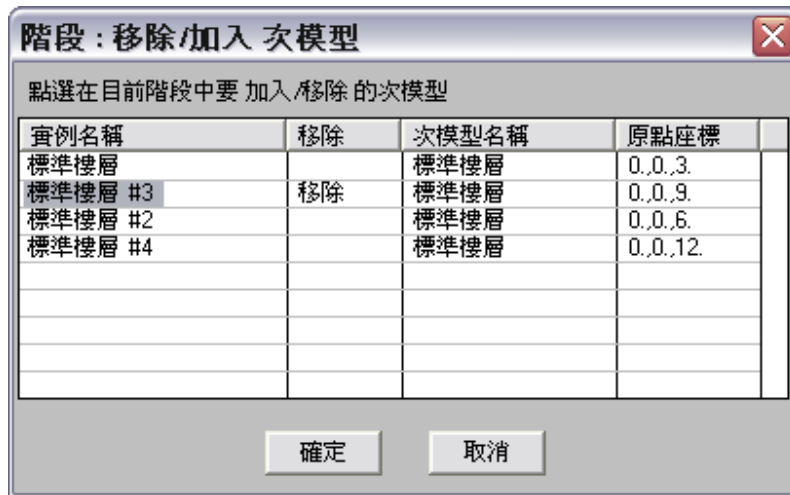 階段 : 移除/加入 次模型
點選在目前階段中要 加入/移除 的次模型
實例名稱 移除 次模型名稱 原點座標
標準樓層 標準樓層 0.,0.,3.
標準樓層 #3 移除 標準樓層 0.,0.,9.
標準樓層 #2 標準樓層 0.,0.,6.
標準樓層 #4 標準樓層 0.,0.,12.
確定 取消